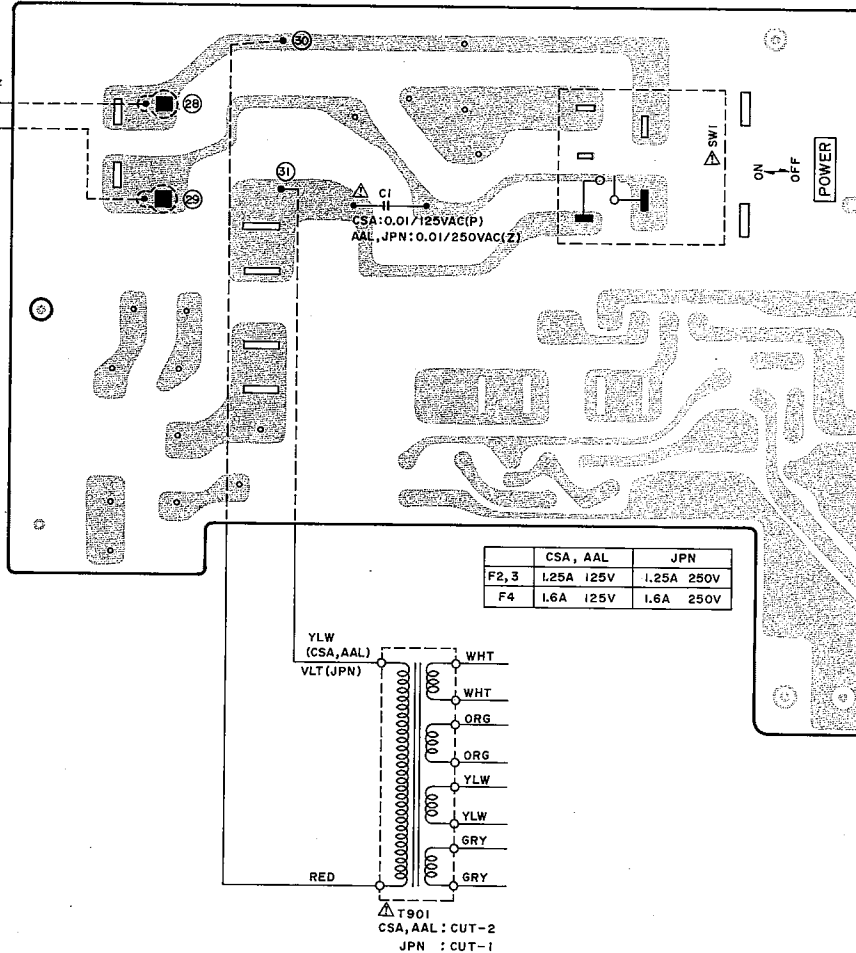 30
28
SW1
ON OFF
POWER
31
C1
29
CSA:0.01/125VAC(P)
AAL,JPN:0.01/250VAC(Z)
CSA, AAL JPN
F2,3 1.25A 125V 1.25A 250V
F4 1.6A 125V 1.6A 250V
YLW
(CSA,AAL)
VLT(JPN)
WHT
WHT
ORG
ORG
YLW
YLW
GRY
RED
GRY
T901
CSA,AAL: CUT-2
JPN : CUT-1